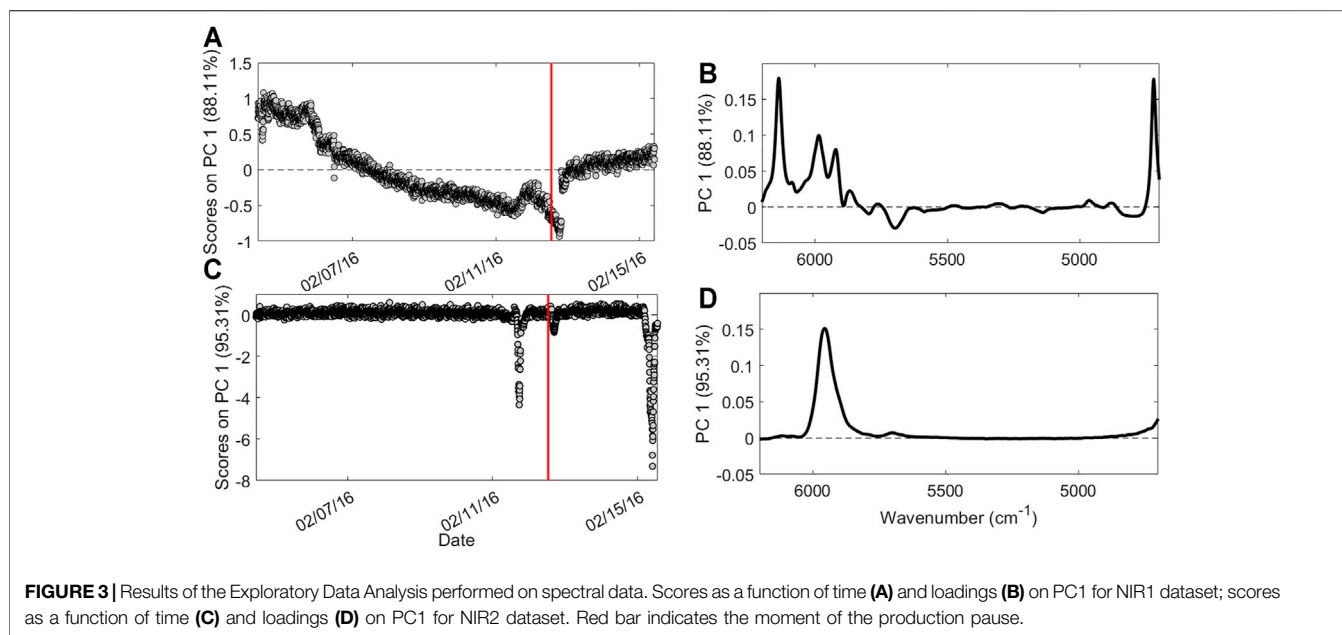 A
Scores on PC 1 (88.11%)
1.5
1
0.5
0
-0.5
-1
02/07/16
02/11/16
02/15/16
B
PC 1 (88.11%)
0.15
0.1
0.05
0
-0.05
6000
5500
5000
C
Scores on PC 1 (95.31%)
0
-2
-4
-6
-8
02/07/16
02/11/16
02/15/16
Date
D
PC 1 (95.31%)
0.15
0.1
0.05
0
-0.05
6000
5500
5000
Wavenumber (cm⁻¹)
FIGURE 3 | Results of the Exploratory Data Analysis performed on spectral data. Scores as a function of time (A) and loadings (B) on PC1 for NIR1 dataset; scores
as a function of time (C) and loadings (D) on PC1 for NIR2 dataset. Red bar indicates the moment of the production pause.